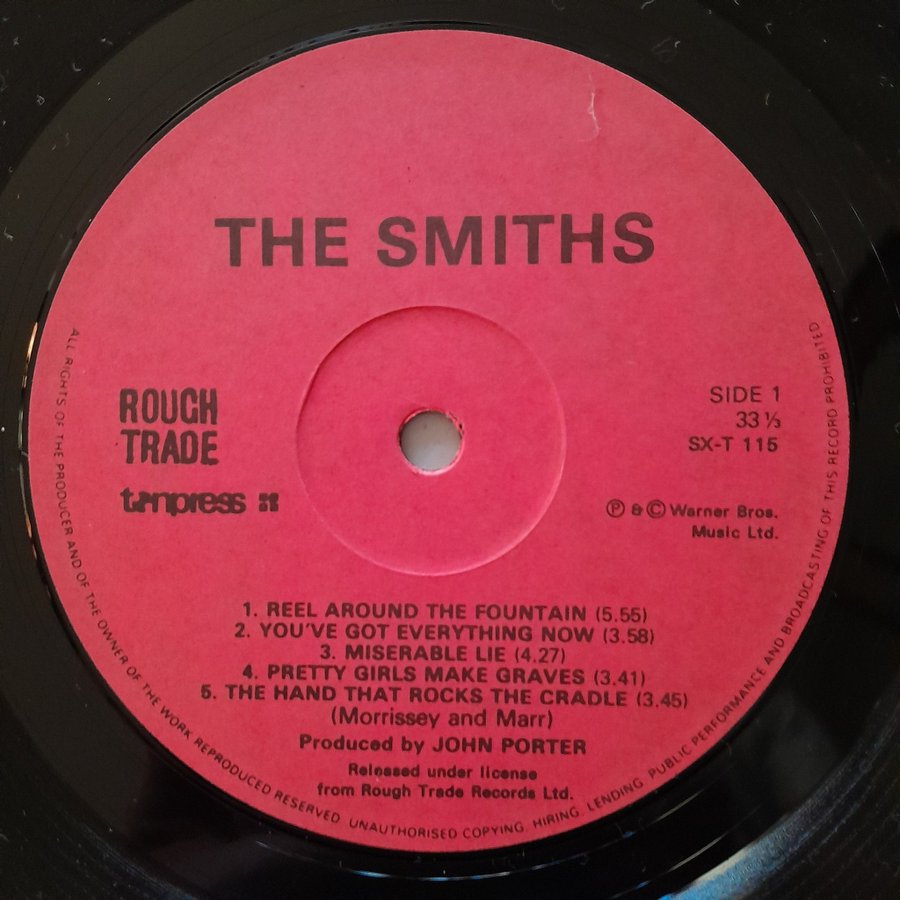 THE SMITHS
ROUGH
TRADE
tonpress
SIDE 1
33 ⅓
SX-T 115
Ⓟ & Ⓒ Warner Bros.
Music Ltd.
1. REEL AROUND THE FOUNTAIN (5.55)
2. YOU'VE GOT EVERYTHING NOW (3.58)
3. MISERABLE LIE (4.27)
4. PRETTY GIRLS MAKE GRAVES (3.41)
5. THE HAND THAT ROCKS THE CRADLE (3.45)
(Morrissey and Marr)
Produced by JOHN PORTER
Released under license
from Rough Trade Records Ltd.
ALL RIGHTS OF THE PRODUCER AND OF THE OWNER OF THE WORK REPRODUCED RESERVED. UNAUTHORISED COPYING. HIRING. LENDING. PUBLIC PERFORMANCE AND BROADCASTING OF THIS RECORD PROHIBITED